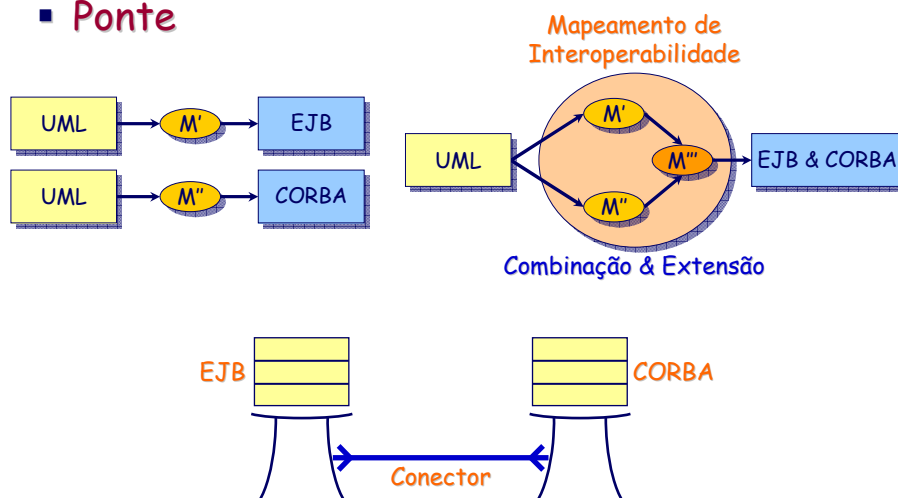 ▪ Ponte
Mapeamento de
Interoperabilidade
UML
M'
EJB
UML
M''
CORBA
UML
M'
M''
M'''
EJB & CORBA
Combinação & Extensão
EJB
CORBA
Conector